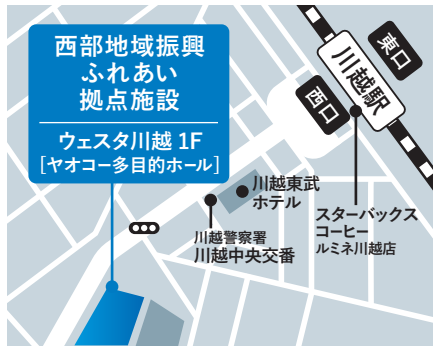 西部地域振興
ふれあい
拠点施設
ウェスタ川越 1F
[ヤオコー多目的ホール]
東口
川越駅
西口
川越東武
ホテル
スターバックス
コーヒー
ルミネ川越店
川越警察署
川越中央交番